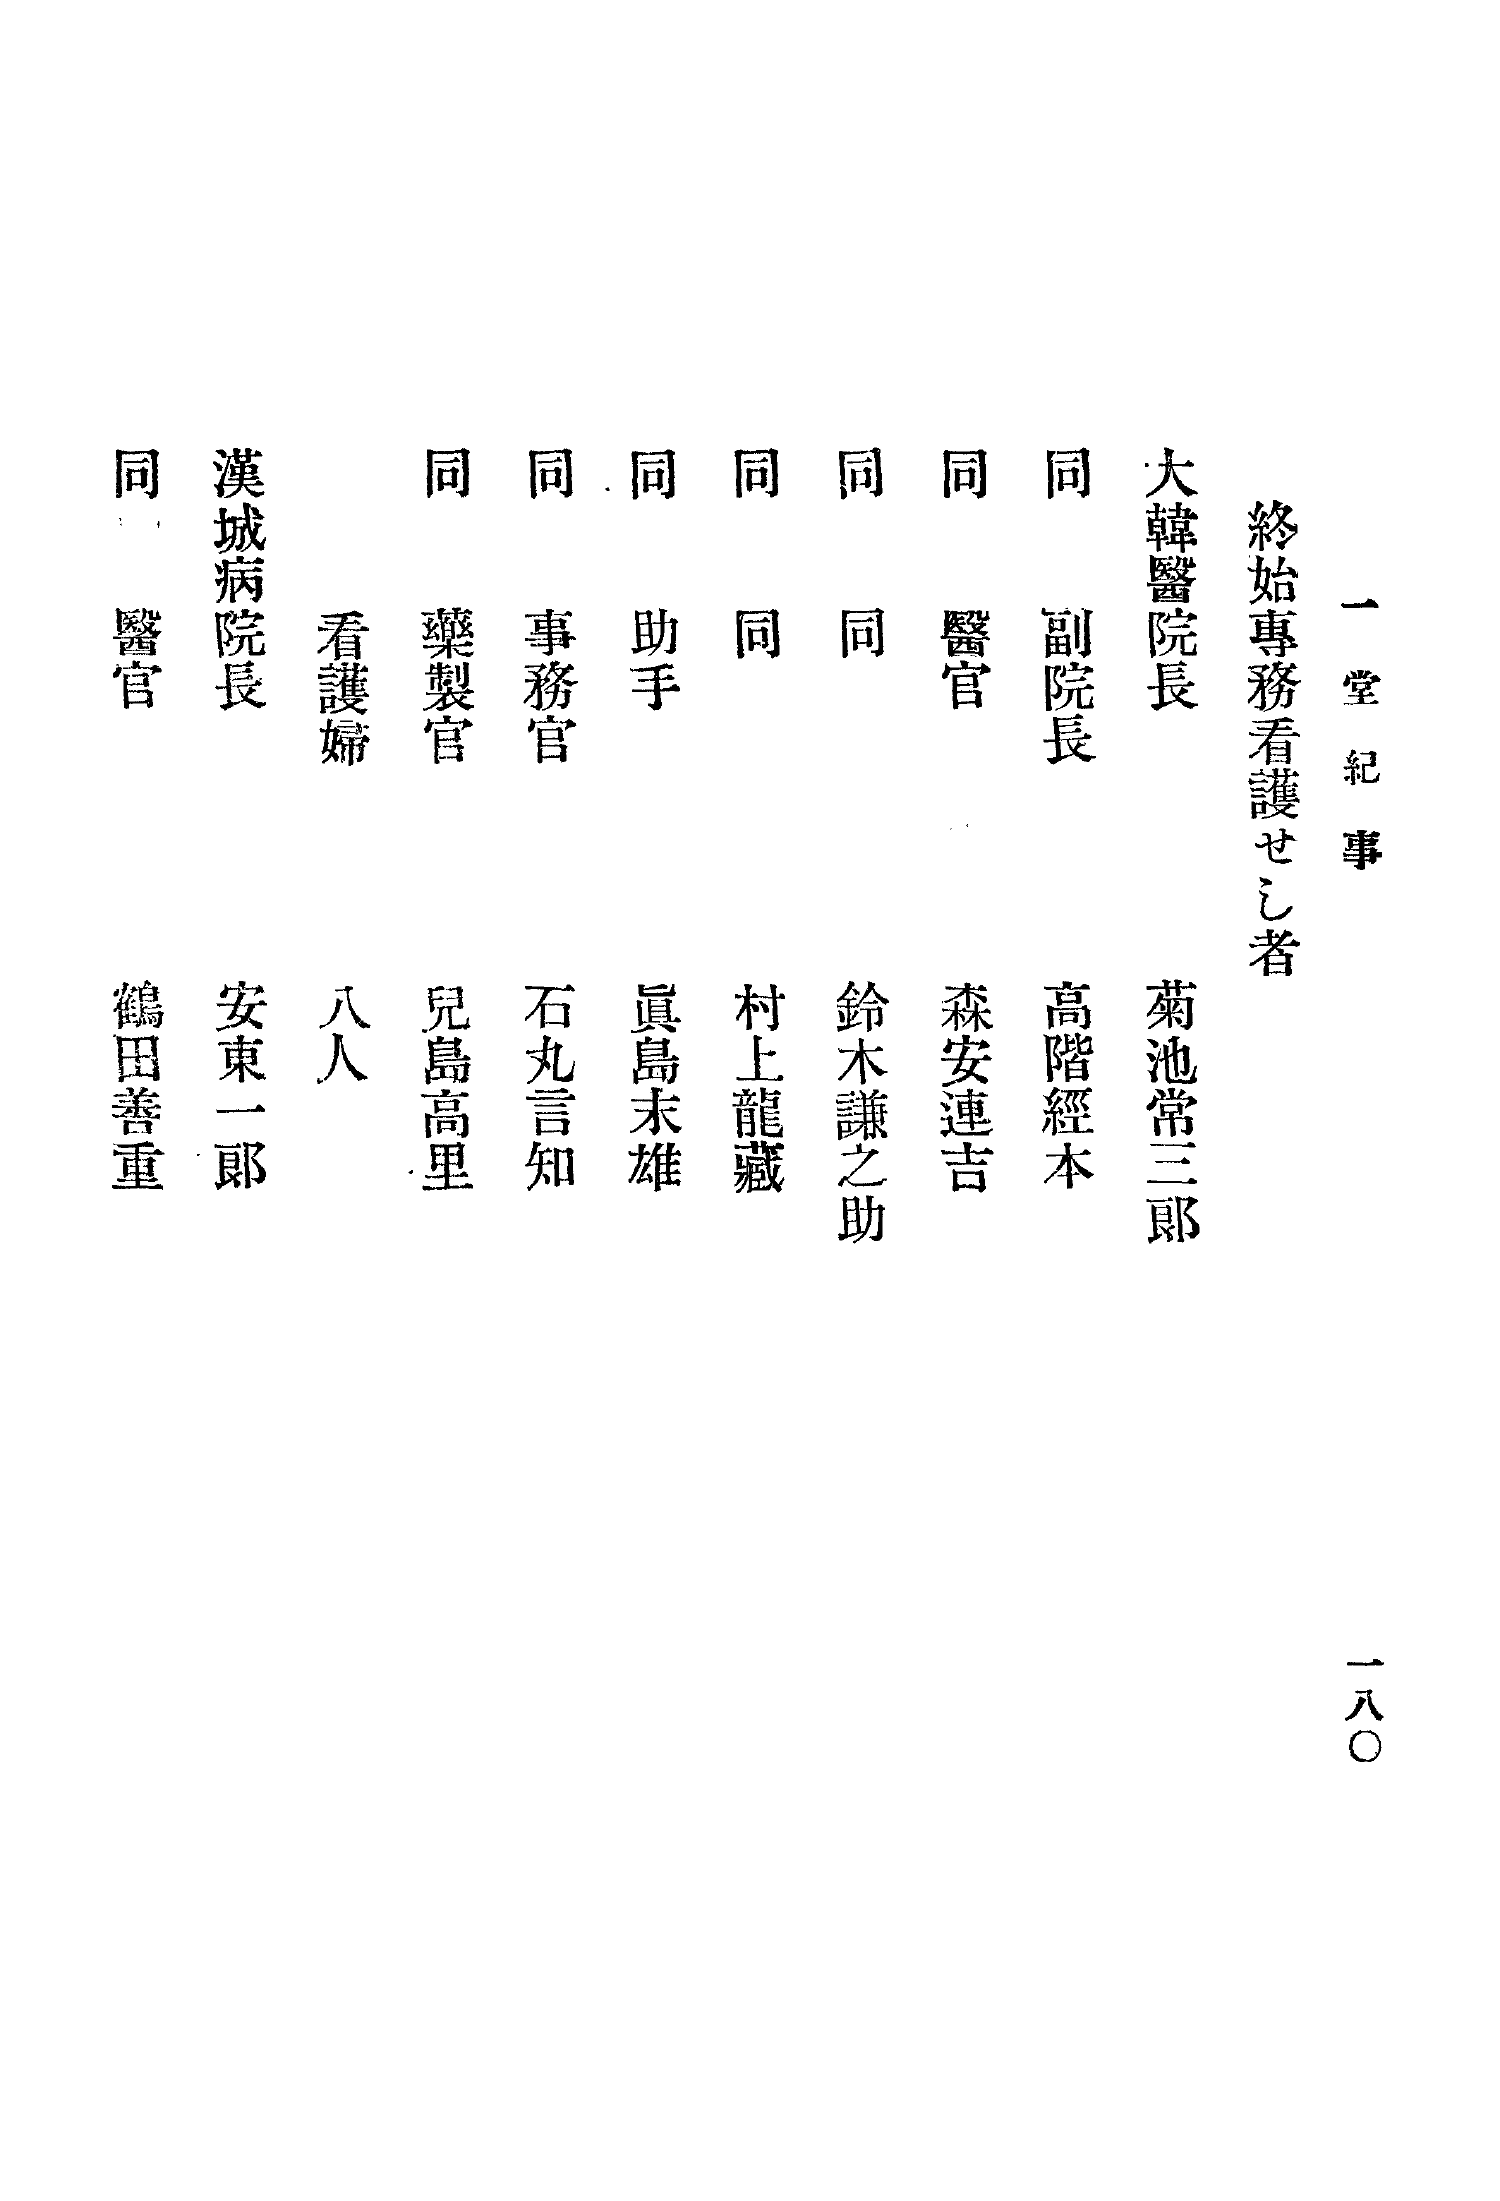 一堂紀事
一八〇
終始專務看護せし者
大韓醫院長 菊池常三郎
同 副院長 高階經本
同 醫官 森安連吉
同 同 鈴木謙之助
同 同 村上龍藏
同 助手 眞島末雄
同 事務官 石丸言知
同 藥製官 兒島高里
看護婦 八人
漢城病院長 安東一郎
同 醫官 鶴田善重